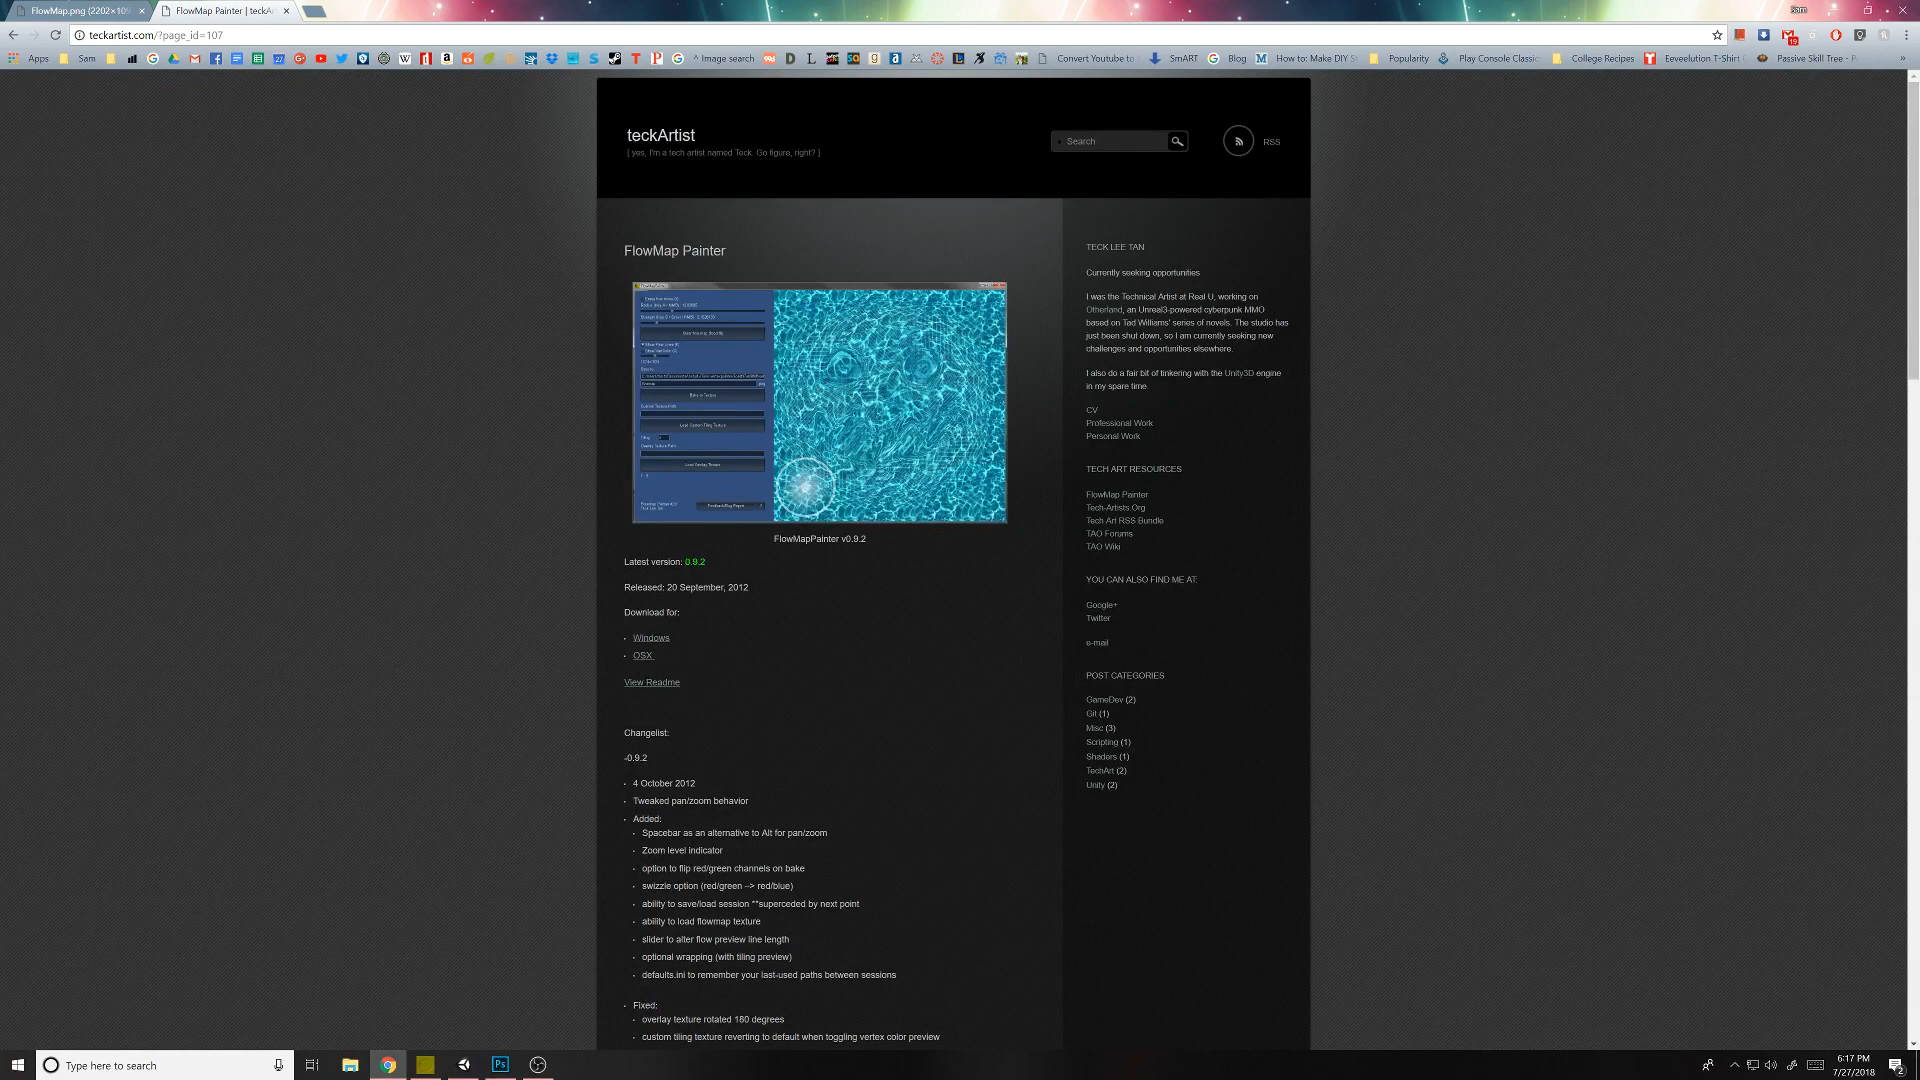 FlowMap.png (2202×109
FlowMap Painter | teckAr
Sam
teckartist.com/?page_id=107
Apps
Sam
^ Image search
Convert Youtube to
SmART
Blog
How to: Make DIY S
Popularity
Play Console Classic
College Recipes
Eeveelution T-Shirt
Passive Skill Tree - P
teckArtist
[ yes, I'm a tech artist named Teck. Go figure, right? ]
Search
RSS
FlowMap Painter
FlowMapPainter v0.9.2
Latest version: 0.9.2
Released: 20 September, 2012
Download for:
Windows
OSX
View Readme
Changelist:
-0.9.2
4 October 2012
Tweaked pan/zoom behavior
Added:
Spacebar as an alternative to Alt for pan/zoom
Zoom level indicator
option to flip red/green channels on bake
swizzle option (red/green –> red/blue)
ability to save/load session **superceded by next point
ability to load flowmap texture
slider to alter flow preview line length
optional wrapping (with tiling preview)
defaults.ini to remember your last-used paths between sessions
Fixed:
overlay texture rotated 180 degrees
custom tiling texture reverting to default when toggling vertex color preview
TECK LEE TAN
Currently seeking opportunities
I was the Technical Artist at Real U, working on
Otherland, an Unreal3-powered cyberpunk MMO
based on Tad Williams' series of novels. The studio has
just been shut down, so I am currently seeking new
challenges and opportunities elsewhere.
I also do a fair bit of tinkering with the Unity3D engine
in my spare time.
CV
Professional Work
Personal Work
TECH ART RESOURCES
FlowMap Painter
Tech-Artists.Org
Tech Art RSS Bundle
TAO Forums
TAO Wiki
YOU CAN ALSO FIND ME AT:
Google+
Twitter
e-mail
POST CATEGORIES
GameDev (2)
Git (1)
Misc (3)
Scripting (1)
Shaders (1)
TechArt (2)
Unity (2)
Type here to search
6:17 PM
7/27/2018